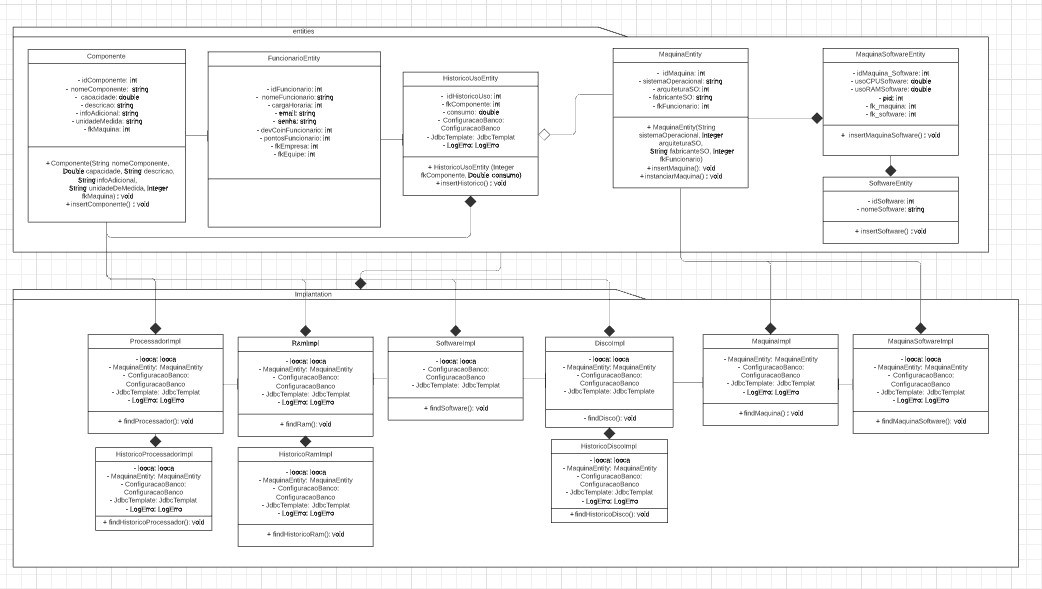 entities
Componente
- idComponente: int
- nomeComponente: string
- capacidade: double
- descricao: string
- infoAdicional: string
- unidadeMedida: string
- fkMaquina: int
+ Componente(String nomeComponente,
Double capacidade, String descricao,
String infoAdicional,
String unidadeDeMedida, Integer
fkMaquina) : void
+ insertComponente() : void
FuncionarioEntity
- idFuncionario: int
- nomeFuncionario: string
- cargaHoraria: int
- email: string
- senha: string
- devCoinFuncionario: int
- pontosFuncionario: int
- fkEmpresa: int
- fkEquipe: int
HistoricoUsoEntity
- idHistoricoUso: int
- fkComponente: int
- consumo: double
- ConfiguracaoBanco:
ConfiguracaoBanco
- JdbcTemplate: JdbcTemplat
- LogErro: LogErro
+ HistoricoUsoEntity (Integer
fkComponente, Double consumo)
+ insertHistorico() : void
MaquinaEntity
- idMaquina: int
- sistemaOperacional: string
- arquiteturaSO: int
- fabricanteSO: string
- fkFuncionario: int
+ MaquinaEntity(String
sistemaOperacional, Integer
arquiteturaSO,
String fabricanteSO, Integer
fkFuncionario)
+ insertMaquina() : void
- instanciarMaquina() : void
MaquinaSoftwareEntity
- idMaquina_Software: int
- usoCPUSoftware: double
- usoRAMSoftware: double
- pid: int
- fk_maquina: int
- fk_software: int
+ insertMaquinaSoftware() : void
SoftwareEntity
- idSoftware: int
- nomeSoftware: string
+ insertSoftware() : void
Implantation
ProcessadorImpl
- looca: looca
- MaquinaEntity: MaquinaEntity
- ConfiguracaoBanco:
ConfiguracaoBanco
- JdbcTemplate: JdbcTemplat
- LogErro: LogErro
+ findProcessador(): void
RamImpl
- looca: looca
- MaquinaEntity: MaquinaEntity
- ConfiguracaoBanco:
ConfiguracaoBanco
- JdbcTemplate: JdbcTemplat
- LogErro: LogErro
+ findRam(): void
SoftwareImpl
- looca: looca
- ConfiguracaoBanco:
ConfiguracaoBanco
- JdbcTemplate: JdbcTemplat
+ findSoftware(): void
DiscoImpl
- looca: looca
- MaquinaEntity: MaquinaEntity
- ConfiguracaoBanco:
ConfiguracaoBanco
- JdbcTemplate: JdbcTemplate
- findDisco(): void
MaquinaImpl
- MaquinaEntity: MaquinaEntity
- ConfiguracaoBanco:
ConfiguracaoBanco
- JdbcTemplate: JdbcTemplat
- LogErro: LogErro
+ findMaquina(): void
MaquinaSoftwareImpl
- looca: looca
- MaquinaEntity: MaquinaEntity
- ConfiguracaoBanco:
ConfiguracaoBanco
- JdbcTemplate: JdbcTemplat
- LogErro: LogErro
+ findMaquinaSoftware(): void
HistoricoProcessadorImpl
- looca: looca
- MaquinaEntity: MaquinaEntity
- ConfiguracaoBanco:
ConfiguracaoBanco
- JdbcTemplate: JdbcTemplat
- LogErro: LogErro
+ findHistoricoProcessador(): void
HistoricoRamImpl
- looca: looca
- MaquinaEntity: MaquinaEntity
- ConfiguracaoBanco:
ConfiguracaoBanco
- JdbcTemplate: JdbcTemplat
- LogErro: LogErro
+ findHistoricoRam(): void
HistoricoDiscoImpl
- looca: looca
- MaquinaEntity: MaquinaEntity
- ConfiguracaoBanco:
ConfiguracaoBanco
- JdbcTemplate: JdbcTemplat
- LogErro: LogErro
+ findHistoricoDisco(): void